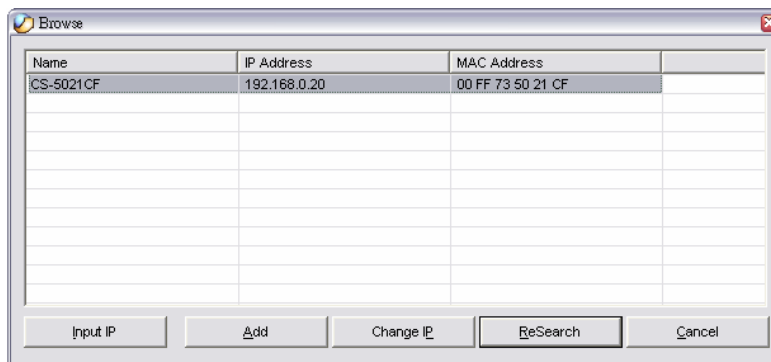 Browse
Name IP Address MAC Address
CS-5021CF 192.168.0.20 00 FF 73 50 21 CF
Input IP Add Change IP ReSearch Cancel